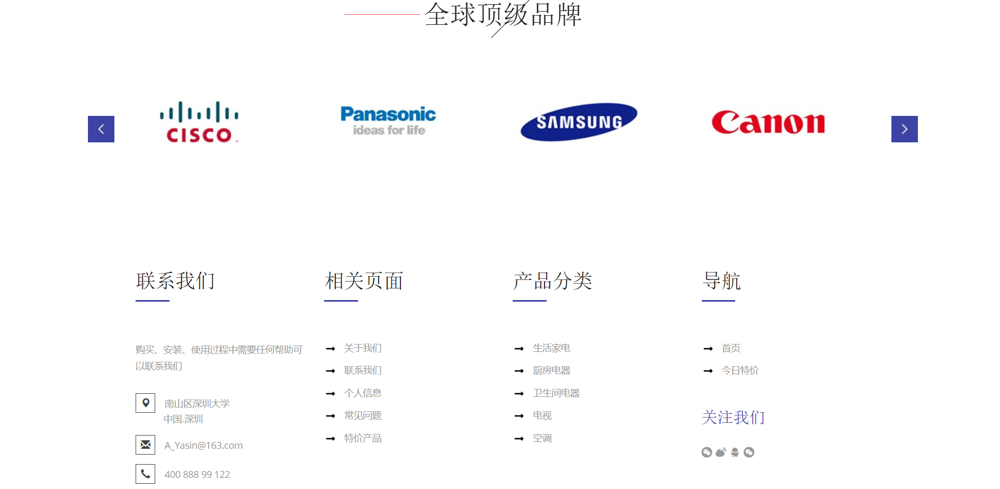 全球顶级品牌
CISCO
Panasonic
ideas for life
SAMSUNG
Canon
联系我们
购买、安装、使用过程中需要任何帮助可
以联系我们
南山区深圳大学
中国.深圳
A_Yasin@163.com
400 888 99 122
相关页面
关于我们
联系我们
个人信息
常见问题
特价产品
产品分类
生活家电
厨房电器
卫生间电器
电视
空调
导航
首页
今日特价
关注我们